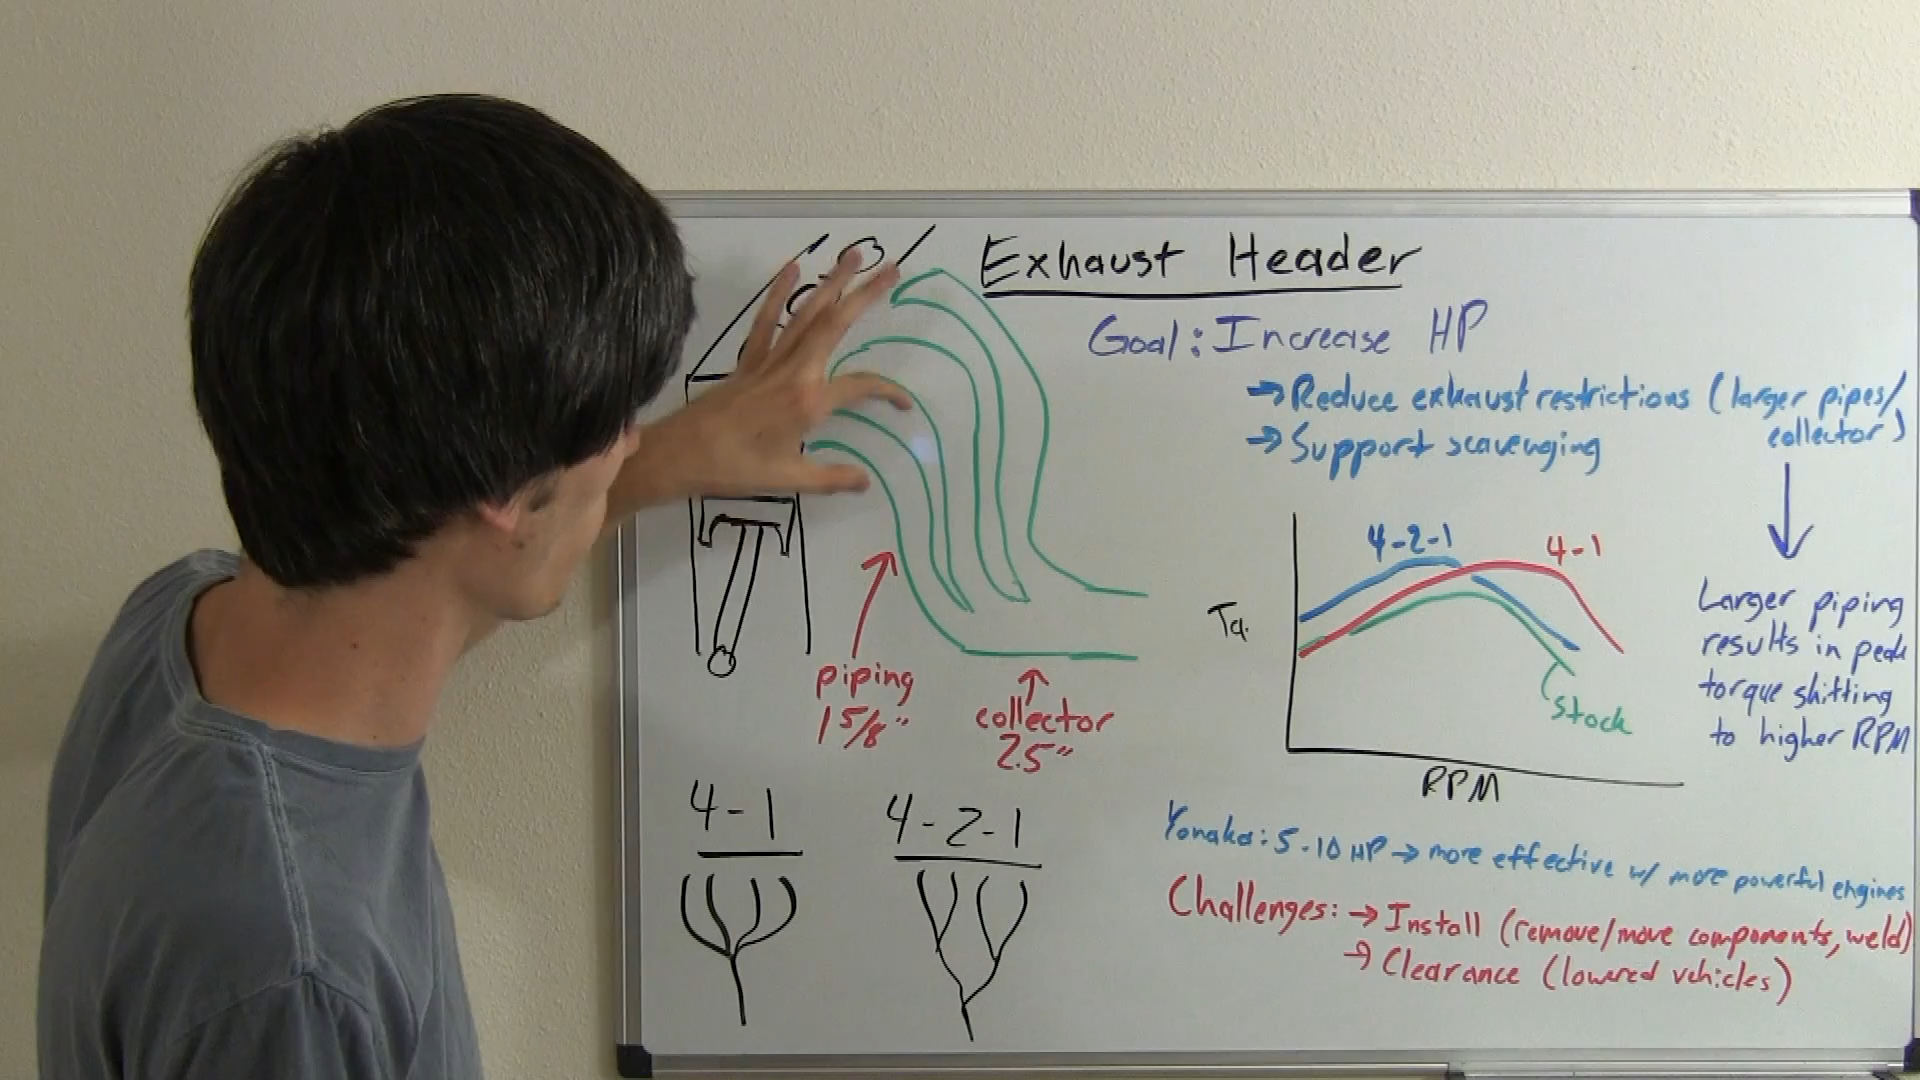 Exhaust Header
Goal: Increase HP
→ Reduce exhaust restrictions (larger pipes/
collector)
→ Support scavenging
4-2-1
4-1
Tq.
Stock
RPM
Larger piping
results in peak
torque shifting
to higher RPM
piping
1 5/8"
collector
2.5"
4-1
4-2-1
Yonaka: 5-10 HP → more effective w/ more powerful engines
Challenges: → Install (remove/move components, weld)
→ Clearance (lowered vehicles)